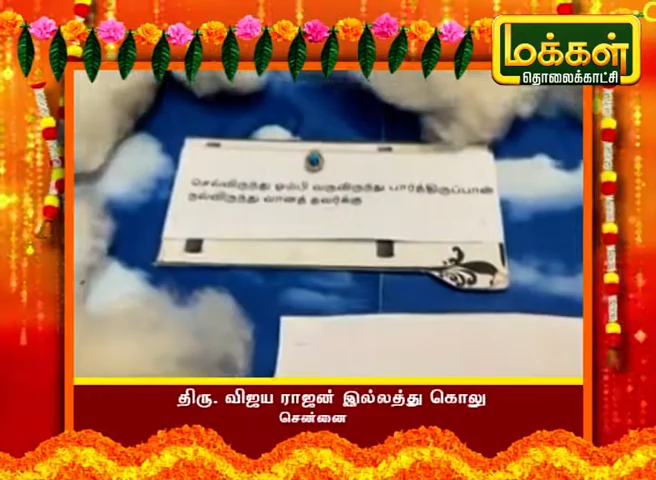 மக்கள்
தொலைக்காட்சி
செல்விருந்து ஓம்பி வருவிருந்து பார்த்திருப்பான்
நல்விருந்து வானத் தவர்க்கு
திரு. விஜய ராஜன் இல்லத்து கொலு
சென்னை